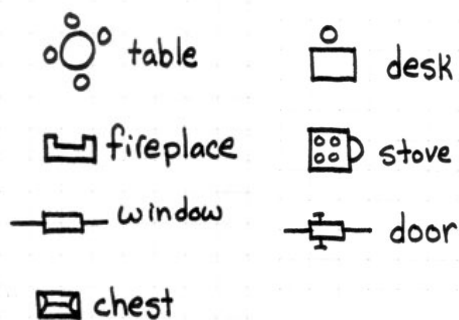 table
desk
fireplace
stove
window
door
chest